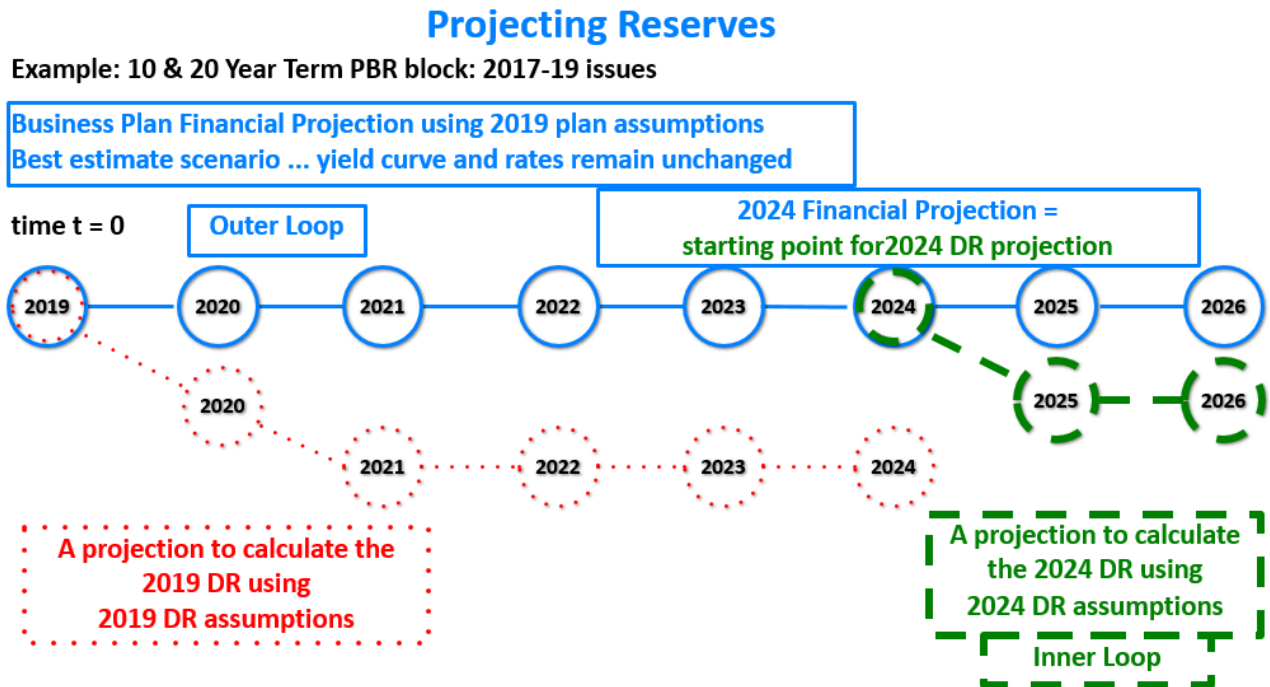 Projecting Reserves
Example: 10 & 20 Year Term PBR block: 2017-19 issues
Business Plan Financial Projection using 2019 plan assumptions
Best estimate scenario ... yield curve and rates remain unchanged
time t = 0
Outer Loop
2024 Financial Projection =
starting point for2024 DR projection
2019 2020 2021 2022 2023 2024 2025 2026
2020 2025 2026
2021 2022 2023 2024
A projection to calculate the
2019 DR using
2019 DR assumptions
A projection to calculate
the 2024 DR using
2024 DR assumptions
Inner Loop